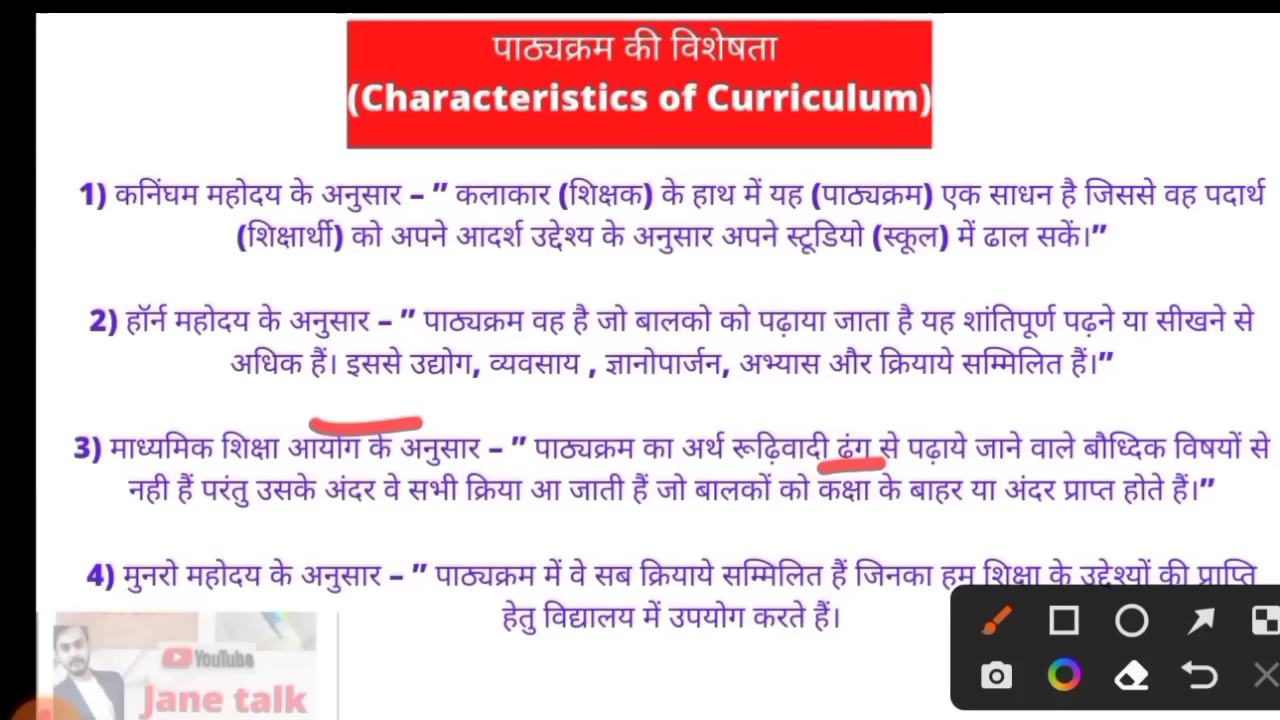 पाठ्यक्रम की विशेषता
(Characteristics of Curriculum)
1) कनिंघम महोदय के अनुसार – ” कलाकार (शिक्षक) के हाथ में यह (पाठ्यक्रम) एक साधन है जिससे वह पदार्थ
(शिक्षार्थी) को अपने आदर्श उद्देश्य के अनुसार अपने स्टूडियो (स्कूल) में ढाल सकें।”
2) हॉर्न महोदय के अनुसार – ” पाठ्यक्रम वह है जो बालको को पढ़ाया जाता है यह शांतिपूर्ण पढ़ने या सीखने से
अधिक हैं। इससे उद्योग, व्यवसाय , ज्ञानोपार्जन, अभ्यास और क्रियाये सम्मिलित हैं।”
3) माध्यमिक शिक्षा आयोग के अनुसार – ” पाठ्यक्रम का अर्थ रूढ़िवादी ढंग से पढ़ाये जाने वाले बौध्दिक विषयों से
नही हैं परंतु उसके अंदर वे सभी क्रिया आ जाती हैं जो बालकों को कक्षा के बाहर या अंदर प्राप्त होते हैं।”
4) मुनरो महोदय के अनुसार – ” पाठ्यक्रम में वे सब क्रियाये सम्मिलित हैं जिनका हम शिक्षा के उद्देश्यों की प्राप्ति
हेतु विद्यालय में उपयोग करते हैं।
YouTube
Jane talk